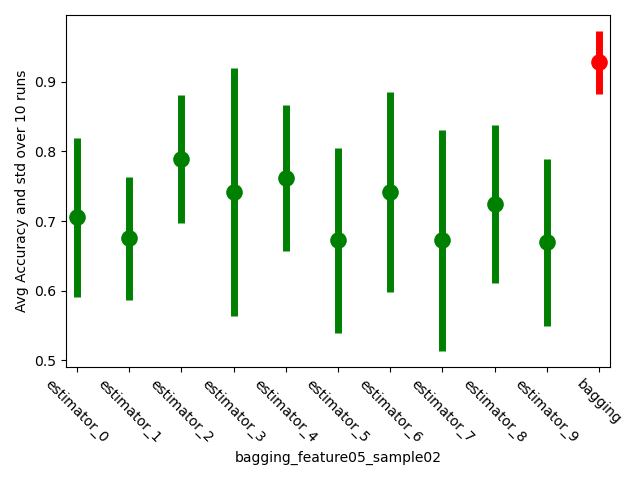 Avg Accuracy and std over 10 runs
0.9
0.8
0.7
0.6
0.5
estimator_0
estimator_1
estimator_2
estimator_3
estimator_4
estimator_5
estimator_6
estimator_7
estimator_8
estimator_9
bagging
bagging_feature05_sample02